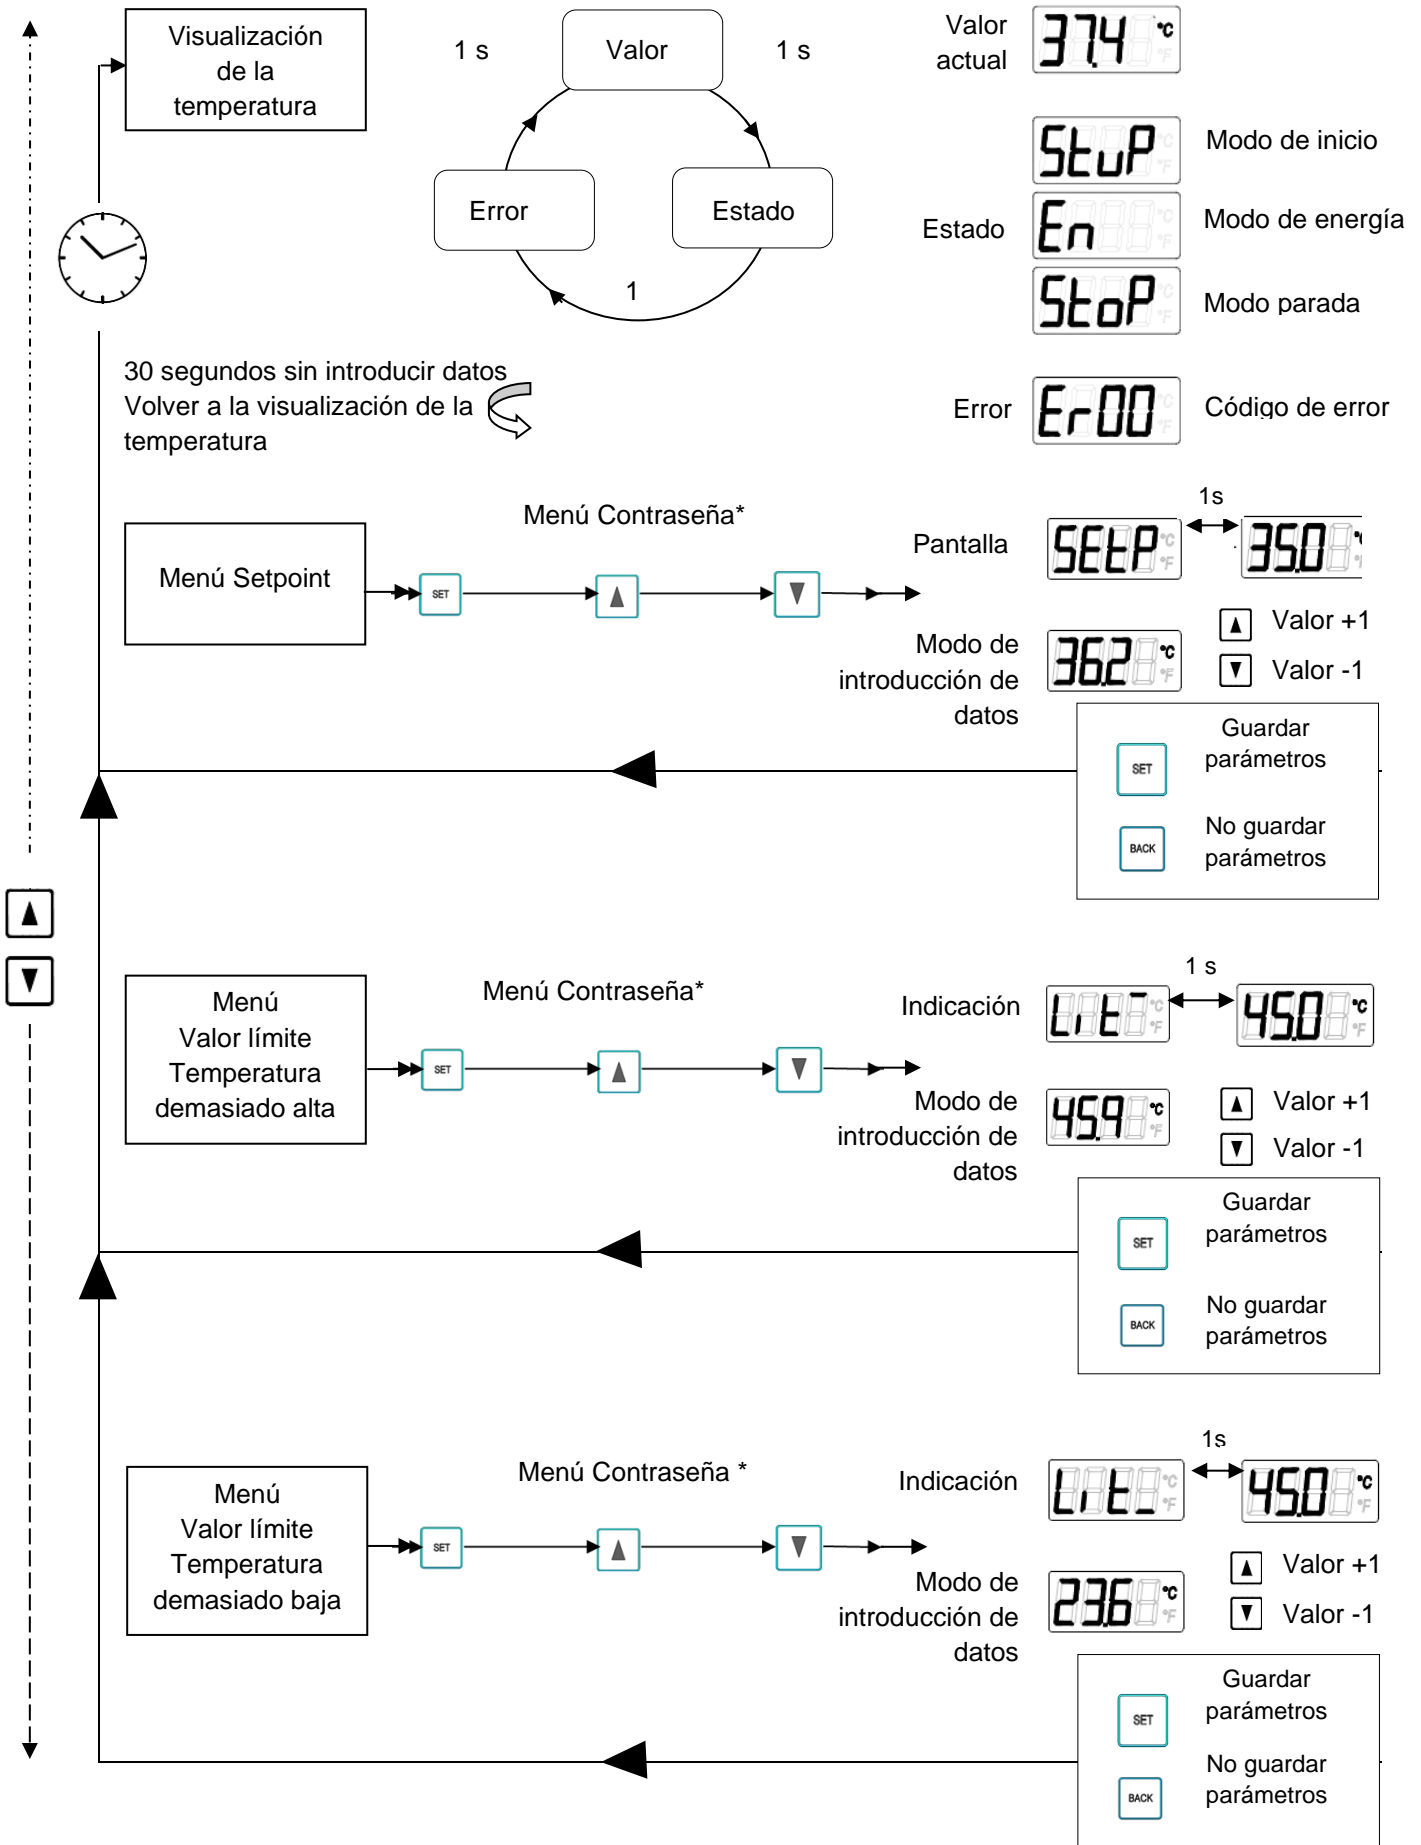 Visualización
de la
temperatura
1 s
Valor
1 s
Error
Estado
1
Valor
actual
37.4 °C
°F
StuP °C
°F
Modo de inicio
Estado
En °C
°F
Modo de energía
StoP °C
°F
Modo parada
30 segundos sin introducir datos
Volver a la visualización de la
temperatura
Error
Er00 °C
°F
Código de error
Menú Setpoint
Menú Contraseña*
SET
Pantalla
SEtP °C
°F
1s
35.0
Modo de
introducción de
datos
36.2 °C
°F
Valor +1
Valor -1
SET
Guardar
parámetros
BACK
No guardar
parámetros
Menú
Valor límite
Temperatura
demasiado alta
Menú Contraseña*
SET
Indicación
Lit¯ °C
°F
1 s
45.0 °C
°F
Modo de
introducción de
datos
45.9 °C
°F
Valor +1
Valor -1
SET
Guardar
parámetros
BACK
No guardar
parámetros
Menú
Valor límite
Temperatura
demasiado baja
Menú Contraseña *
SET
Indicación
Lit_ °C
°F
1s
45.0 °C
°F
Modo de
introducción de
datos
23.6 °C
°F
Valor +1
Valor -1
SET
Guardar
parámetros
BACK
No guardar
parámetros